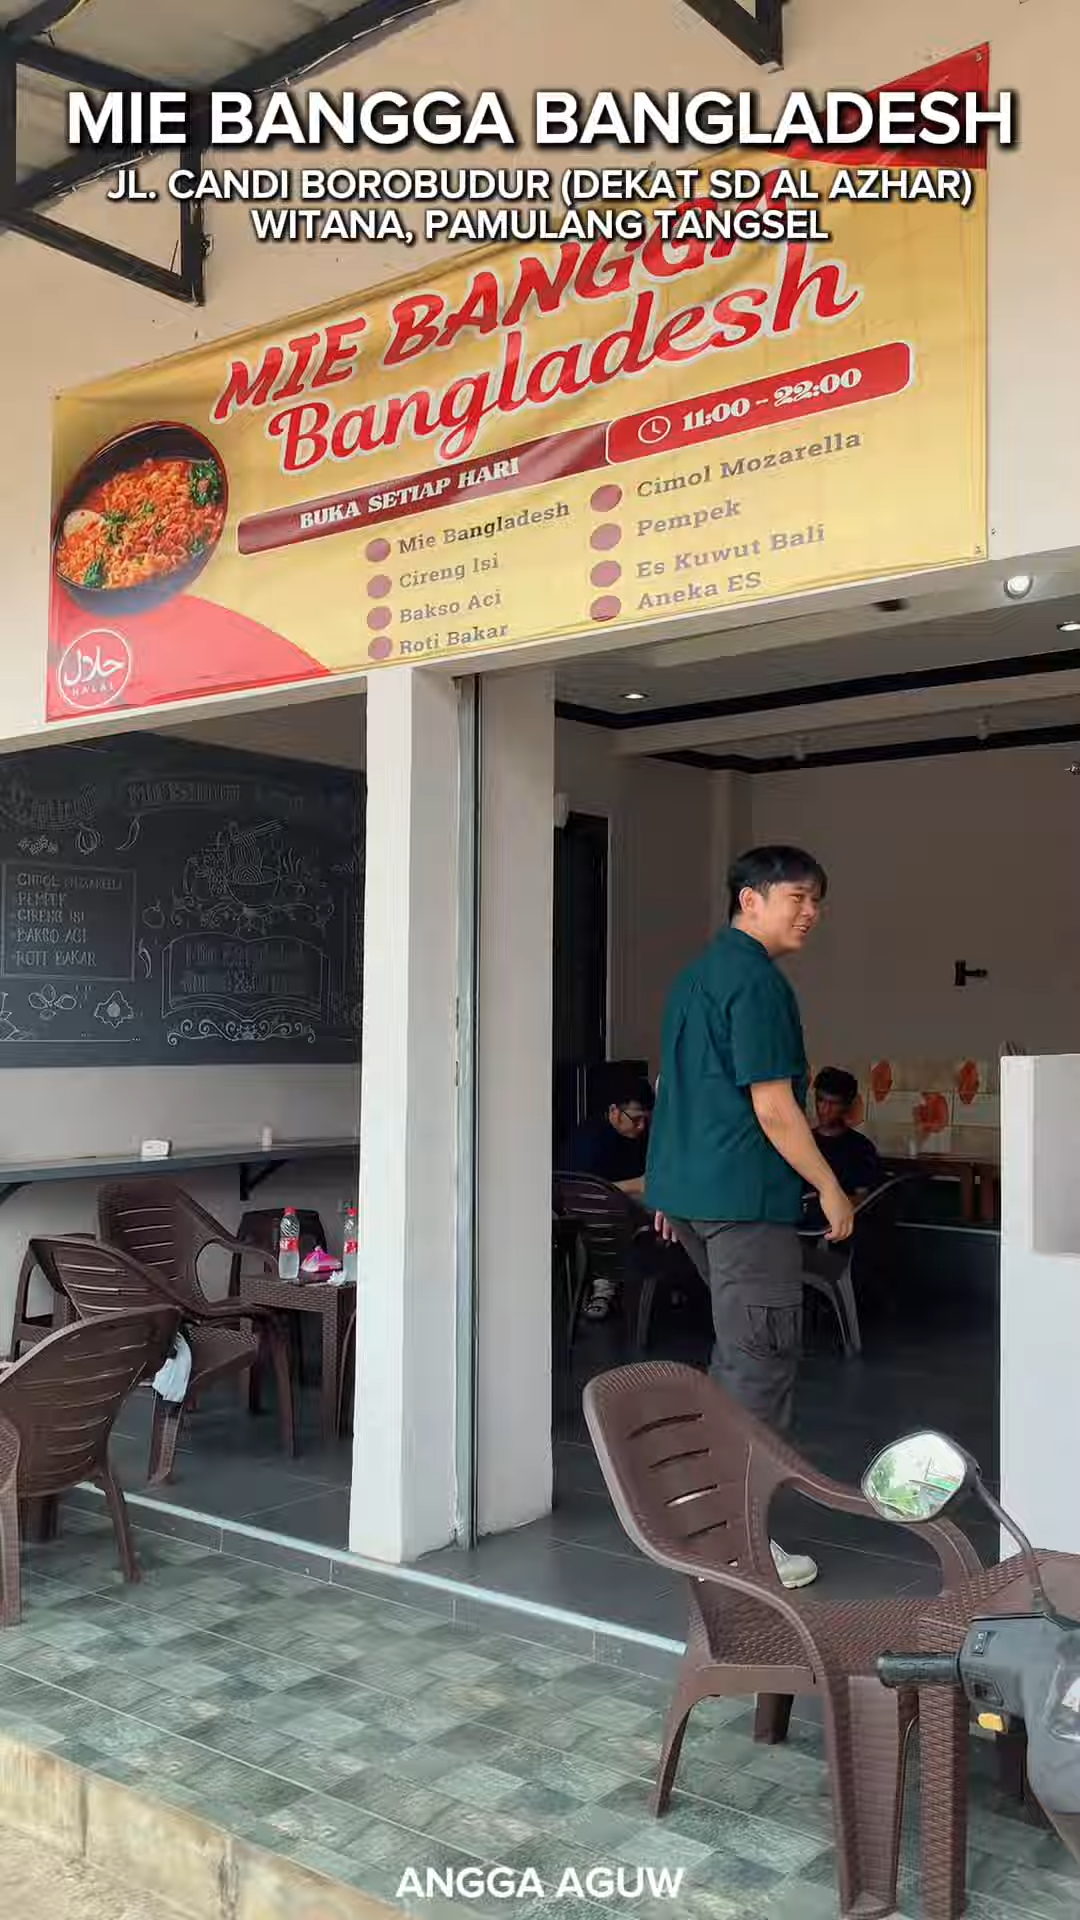 MIE BANGGA BANGLADESH
JL. CANDI BOROBUDUR (DEKAT SD AL AZHAR)
WITANA, PAMULANG TANGSEL
MIE BANGGA
Bangladesh
BUKA SETIAP HARI
11:00 - 22:00
Mie Bangladesh
Cireng Isi
Bakso Aci
Roti Bakar
Cimol Mozarella
Pempek
Es Kuwut Bali
Aneka ES
حلال
HALAL
PEMPEK
CIRENG ISI
BAKSO ACI
ROTI BAKAR
ANGGA AGUW